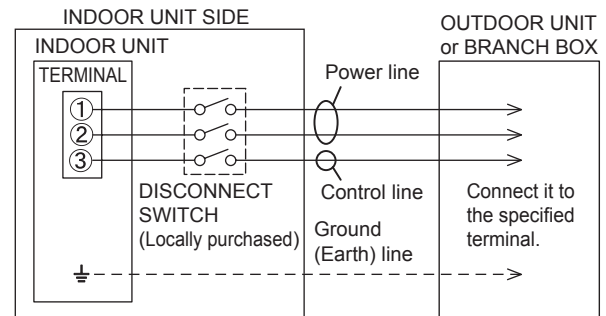 INDOOR UNIT SIDE
INDOOR UNIT
TERMINAL
1
2
3
DISCONNECT
SWITCH
(Locally purchased)
Power line
Control line
Ground
(Earth) line
OUTDOOR UNIT
or BRANCH BOX
Connect it to
the specified
terminal.